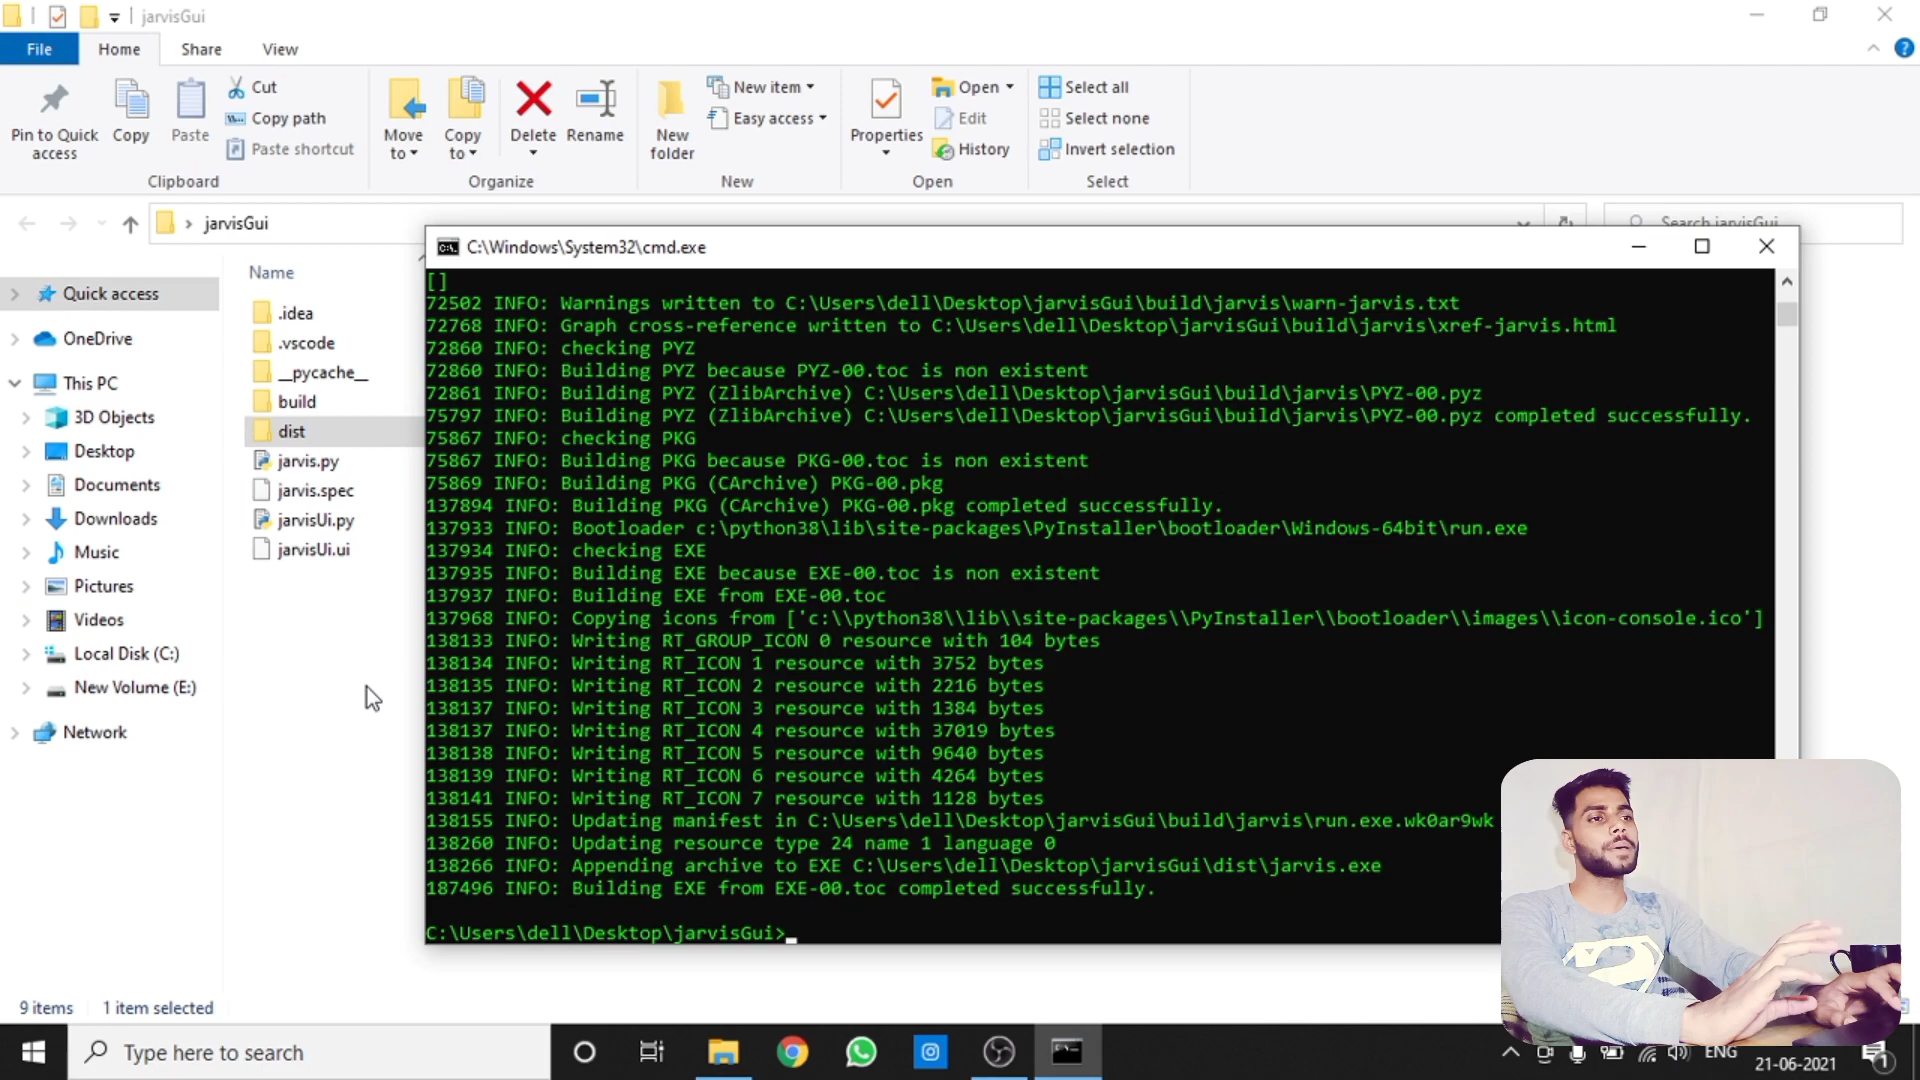 jarvisGui
File
Home
Share
View
Pin to Quick access
Copy
Paste
Cut
Copy path
Paste shortcut
Clipboard
Move to
Copy to
Delete
Rename
Organize
New folder
New item
Easy access
New
Properties
Open
Edit
History
Open
Select all
Select none
Invert selection
Select
jarvisGui
Search jarvisGui
Quick access
OneDrive
This PC
3D Objects
Desktop
Documents
Downloads
Music
Pictures
Videos
Local Disk (C:)
New Volume (E:)
Network
Name
.idea
.vscode
__pycache__
build
dist
jarvis.py
jarvis.spec
jarvisUi.py
jarvisUi.ui
C:\Windows\System32\cmd.exe
[]
72502 INFO: Warnings written to C:\Users\dell\Desktop\jarvisGui\build\jarvis\warn-jarvis.txt
72768 INFO: Graph cross-reference written to C:\Users\dell\Desktop\jarvisGui\build\jarvis\xref-jarvis.html
72860 INFO: checking PYZ
72860 INFO: Building PYZ because PYZ-00.toc is non existent
72861 INFO: Building PYZ (ZlibArchive) C:\Users\dell\Desktop\jarvisGui\build\jarvis\PYZ-00.pyz
75797 INFO: Building PYZ (ZlibArchive) C:\Users\dell\Desktop\jarvisGui\build\jarvis\PYZ-00.pyz completed successfully.
75867 INFO: checking PKG
75867 INFO: Building PKG because PKG-00.toc is non existent
75869 INFO: Building PKG (CArchive) PKG-00.pkg
137894 INFO: Building PKG (CArchive) PKG-00.pkg completed successfully.
137933 INFO: Bootloader c:\python38\lib\site-packages\PyInstaller\bootloader\Windows-64bit\run.exe
137934 INFO: checking EXE
137935 INFO: Building EXE because EXE-00.toc is non existent
137937 INFO: Building EXE from EXE-00.toc
137968 INFO: Copying icons from ['c:\\python38\\lib\\site-packages\\PyInstaller\\bootloader\\images\\icon-console.ico']
138133 INFO: Writing RT_GROUP_ICON 0 resource with 104 bytes
138134 INFO: Writing RT_ICON 1 resource with 3752 bytes
138135 INFO: Writing RT_ICON 2 resource with 2216 bytes
138137 INFO: Writing RT_ICON 3 resource with 1384 bytes
138137 INFO: Writing RT_ICON 4 resource with 37019 bytes
138138 INFO: Writing RT_ICON 5 resource with 9640 bytes
138139 INFO: Writing RT_ICON 6 resource with 4264 bytes
138141 INFO: Writing RT_ICON 7 resource with 1128 bytes
138155 INFO: Updating manifest in C:\Users\dell\Desktop\jarvisGui\build\jarvis\run.exe.wk0ar9wk
138260 INFO: Updating resource type 24 name 1 language 0
138266 INFO: Appending archive to EXE C:\Users\dell\Desktop\jarvisGui\dist\jarvis.exe
187496 INFO: Building EXE from EXE-00.toc completed successfully.
C:\Users\dell\Desktop\jarvisGui>_
9 items
1 item selected
Type here to search
ENG
21-06-2021
1